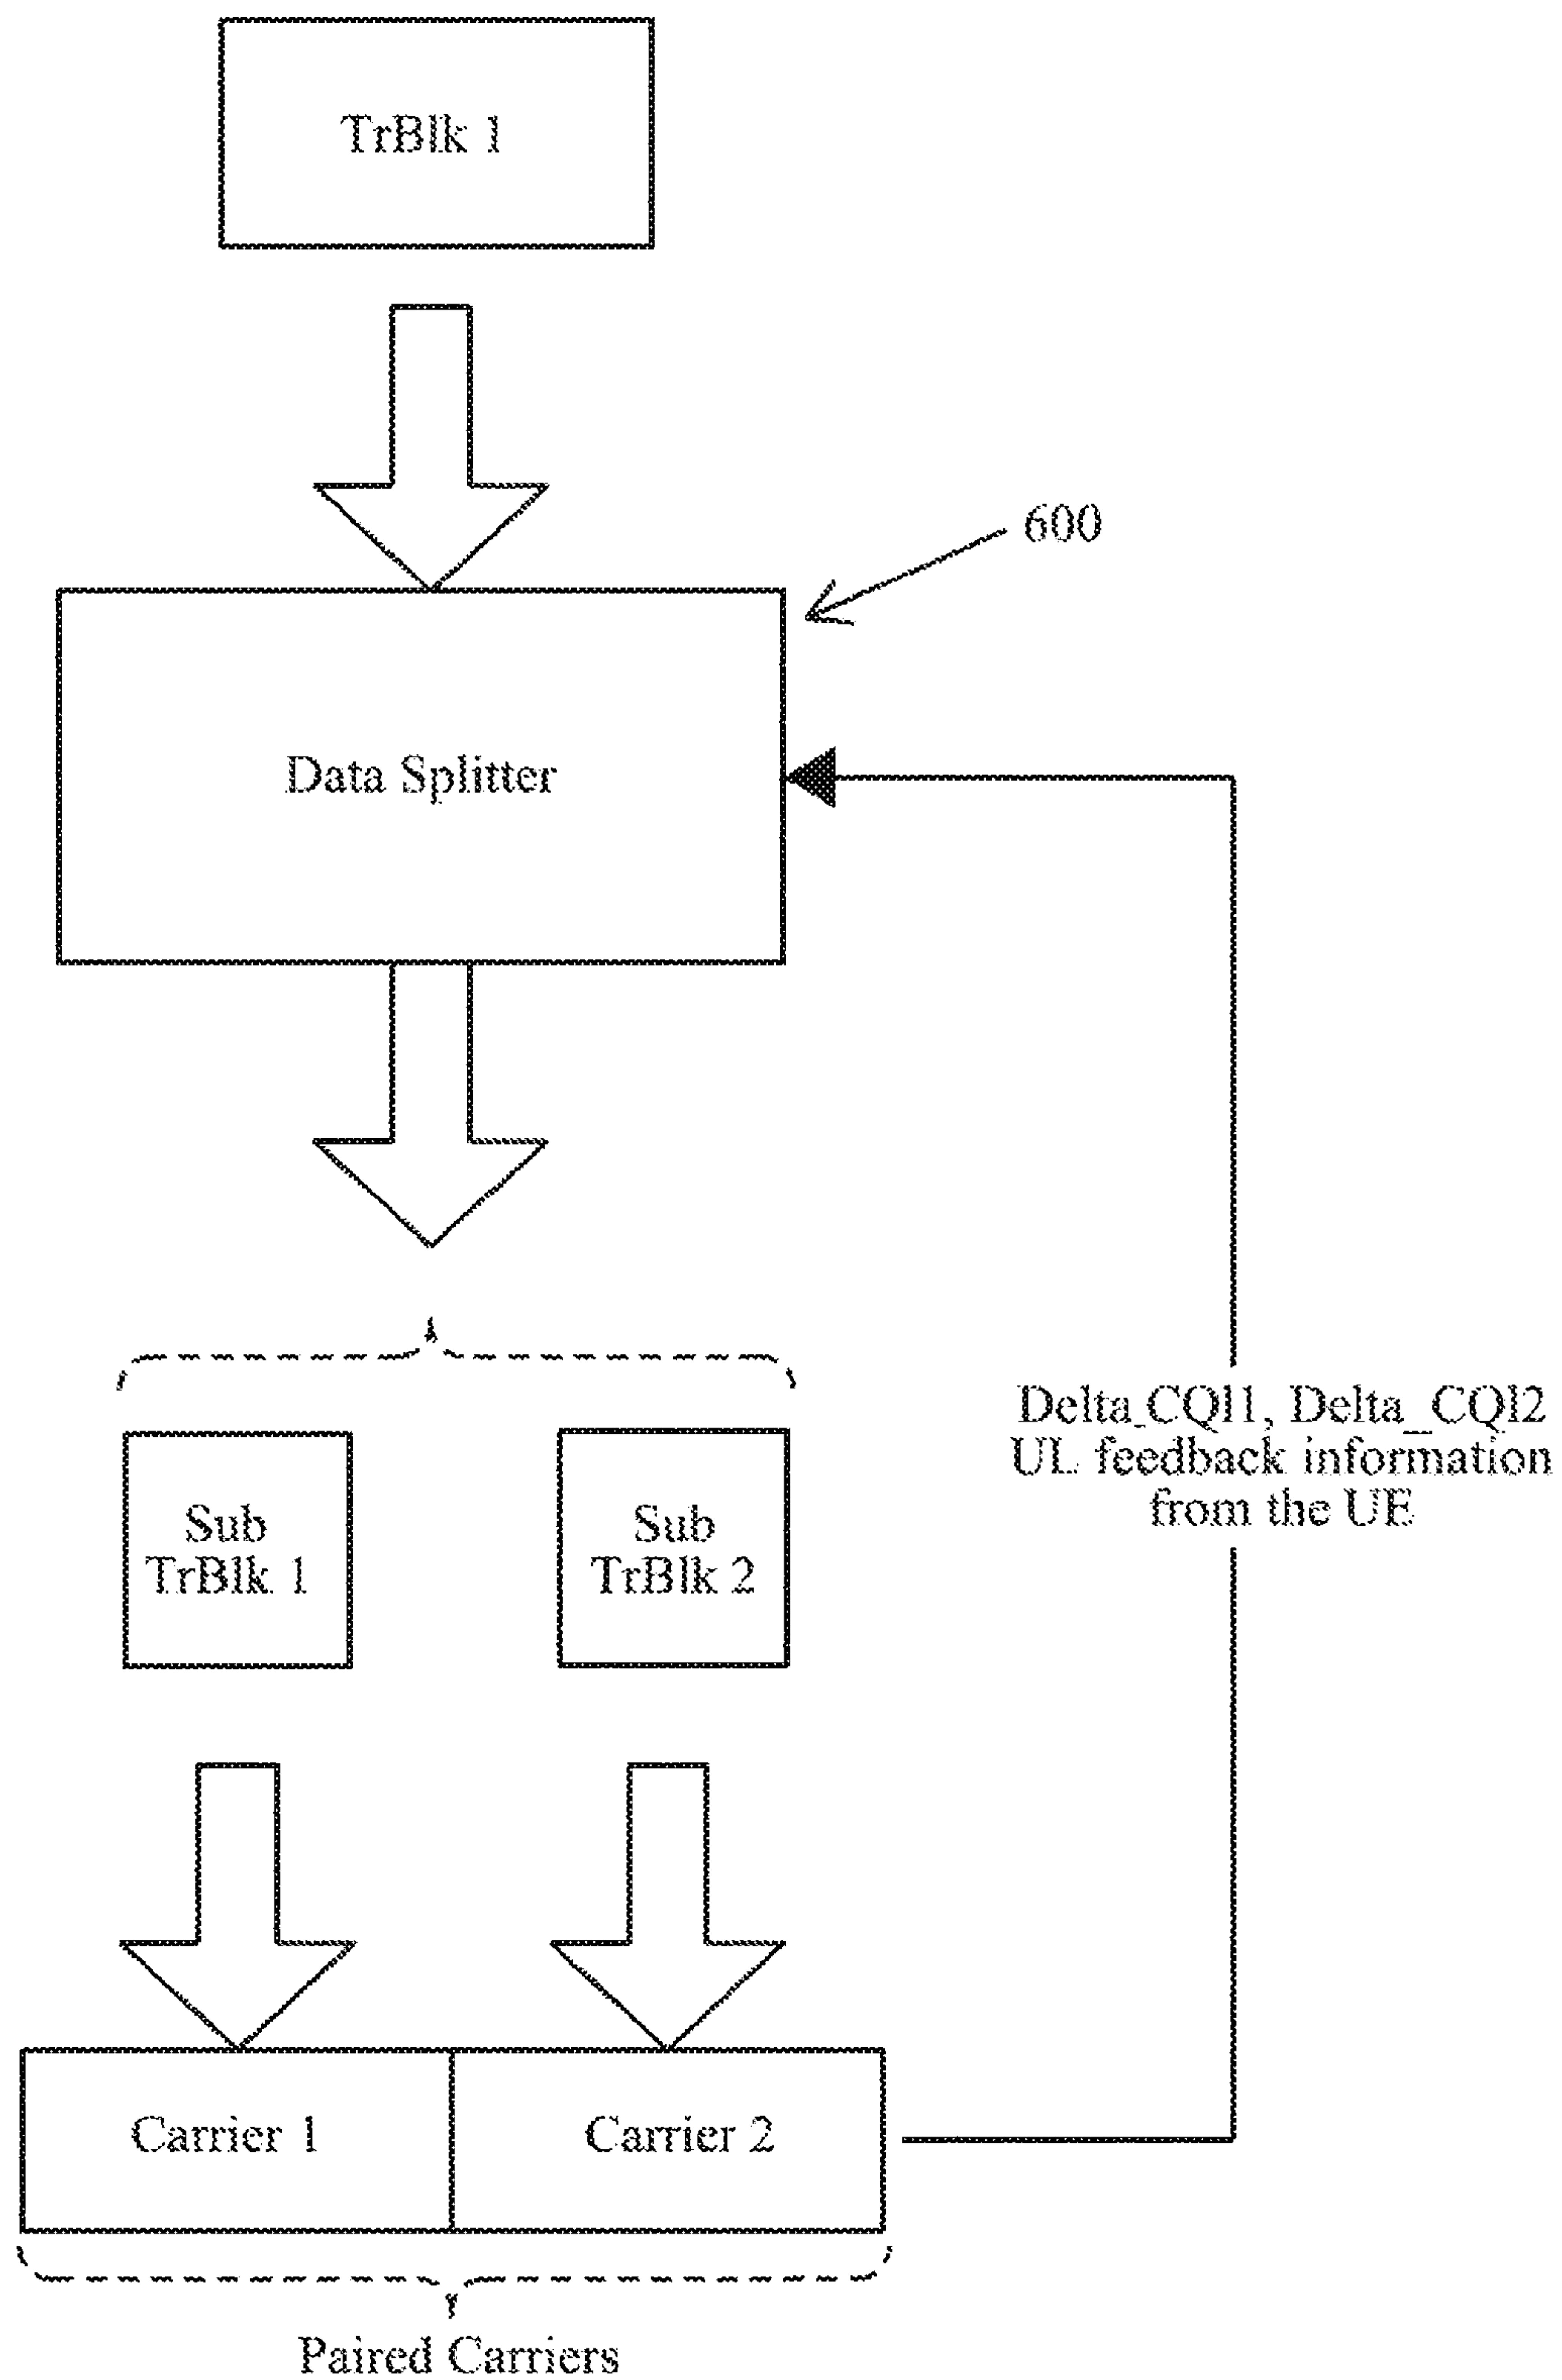 TrBlk 1
600
Data Splitter
Delta_CQI1, Delta_CQI2
UL feedback information
from the UE
Sub
TrBlk 1
Sub
TrBlk 2
Carrier 1
Carrier 2
Paired Carriers